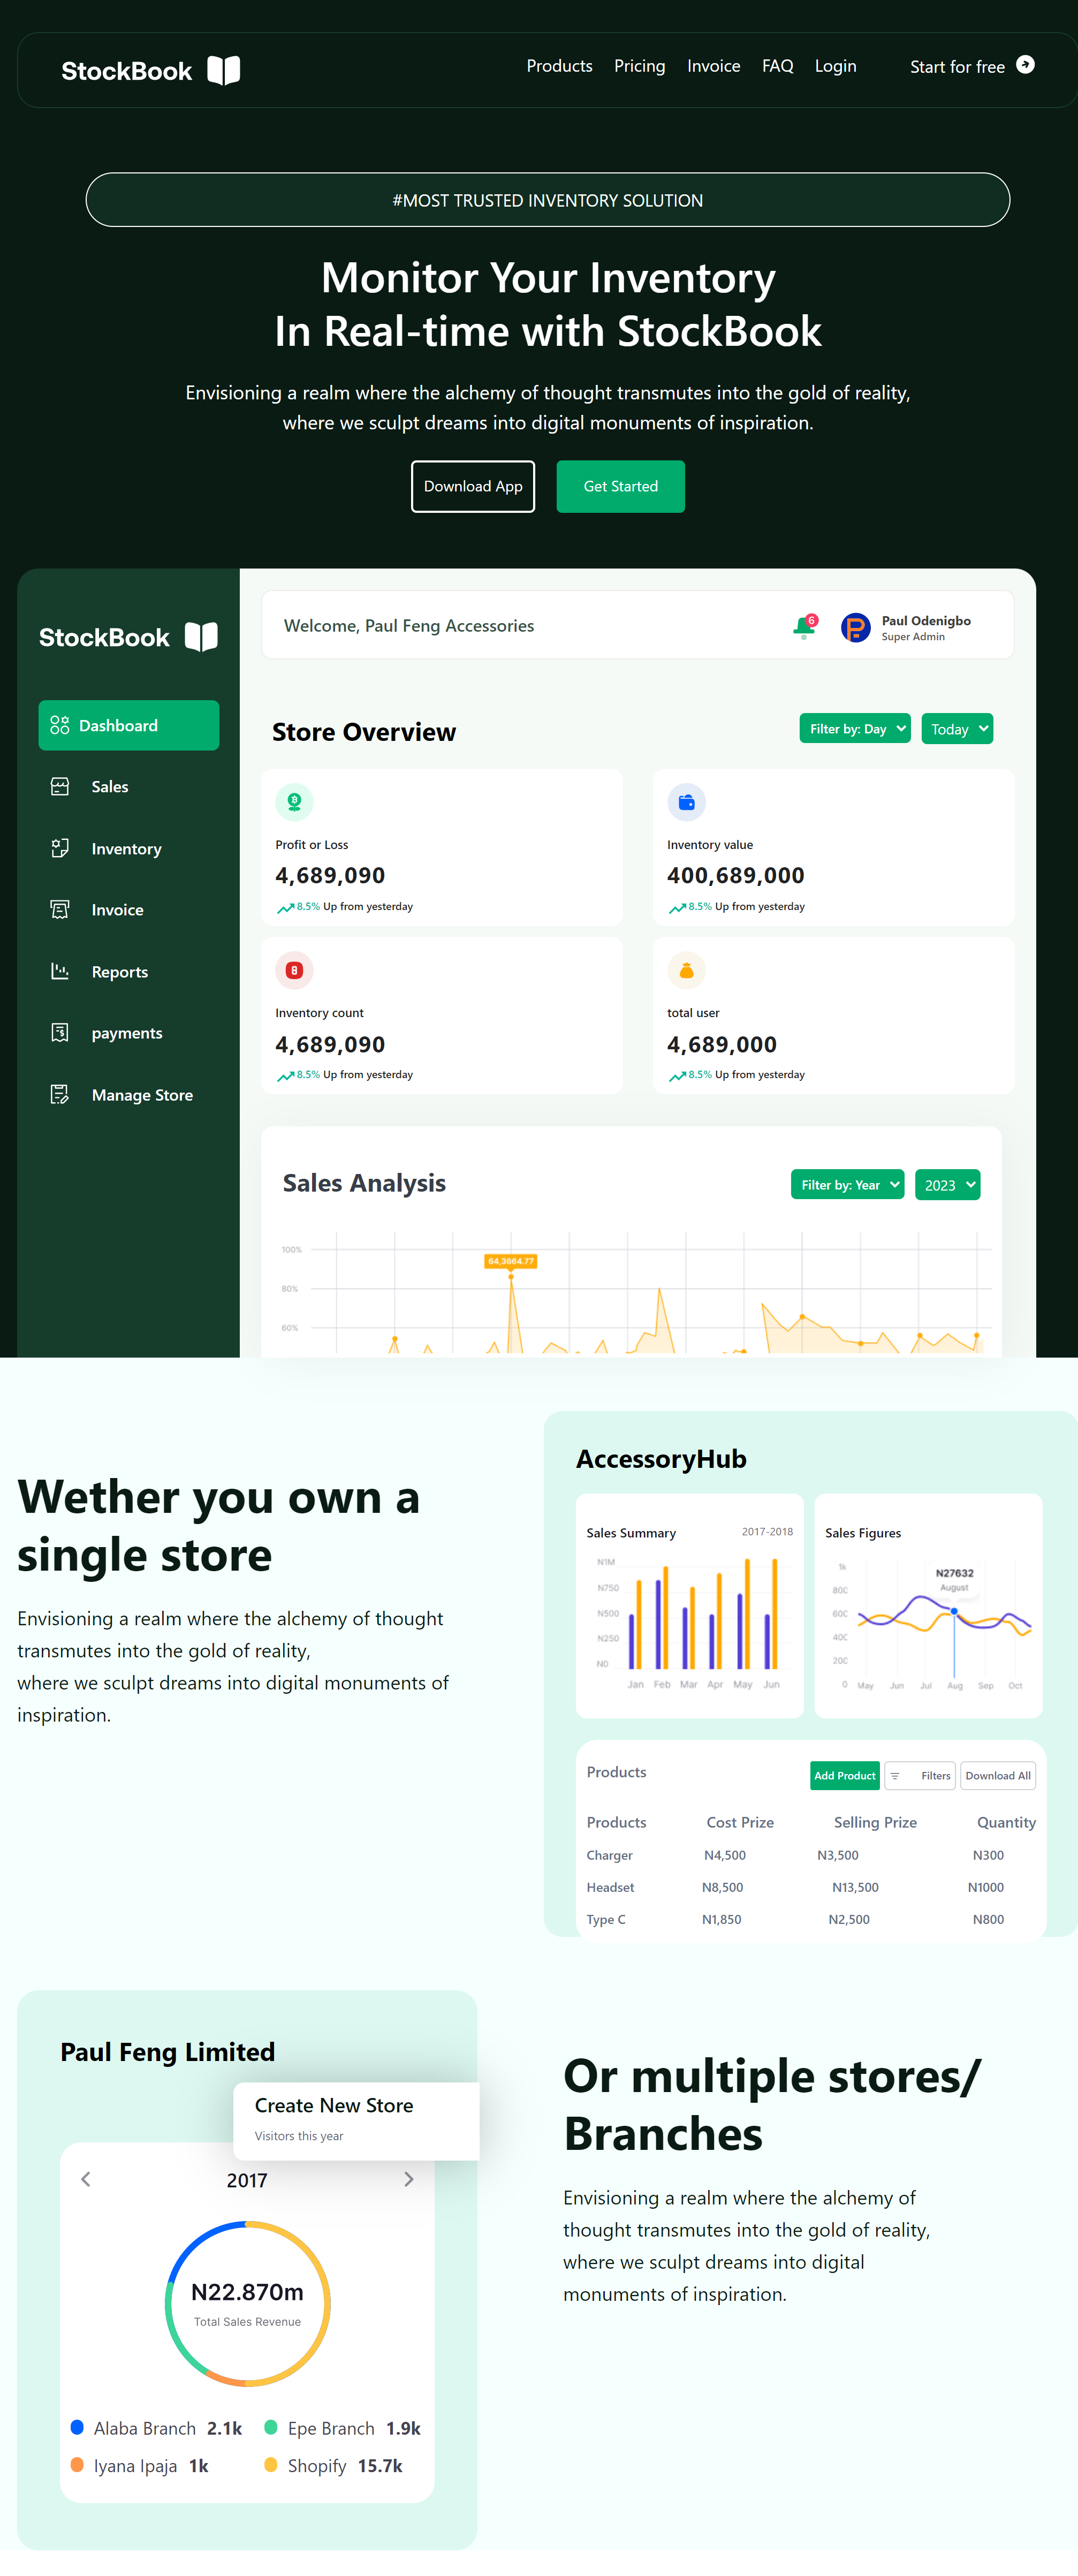 StockBook
Products Pricing Invoice FAQ Login Start for free
#MOST TRUSTED INVENTORY SOLUTION
Monitor Your Inventory
In Real-time with StockBook
Envisioning a realm where the alchemy of thought transmutes into the gold of reality,
where we sculpt dreams into digital monuments of inspiration.
Download App Get Started
StockBook
Dashboard
Sales
Inventory
Invoice
Reports
payments
Manage Store
Welcome, Paul Feng Accessories
6
Paul Odenigbo
Super Admin
Store Overview
Filter by: Day Today
Profit or Loss
4,689,090
8.5% Up from yesterday
Inventory value
400,689,000
8.5% Up from yesterday
Inventory count
4,689,090
8.5% Up from yesterday
total user
4,689,000
8.5% Up from yesterday
Sales Analysis
Filter by: Year 2023
100%
80%
60%
64,3664.77
Wether you own a
single store
Envisioning a realm where the alchemy of thought
transmutes into the gold of reality,
where we sculpt dreams into digital monuments of
inspiration.
AccessoryHub
Sales Summary 2017-2018
N1M
N750
N500
N250
N0
Jan Feb Mar Apr May Jun
Sales Figures
1k
80C
60C
40C
20C
0
N27632
August
May Jun Jul Aug Sep Oct
Products
Add Product Filters Download All
Products Cost Prize Selling Prize Quantity
Charger N4,500 N3,500 N300
Headset N8,500 N13,500 N1000
Type C N1,850 N2,500 N800
Paul Feng Limited
Create New Store
Visitors this year
2017
N22.870m
Total Sales Revenue
Alaba Branch 2.1k Epe Branch 1.9k
Iyana Ipaja 1k Shopify 15.7k
Or multiple stores/
Branches
Envisioning a realm where the alchemy of
thought transmutes into the gold of reality,
where we sculpt dreams into digital
monuments of inspiration.